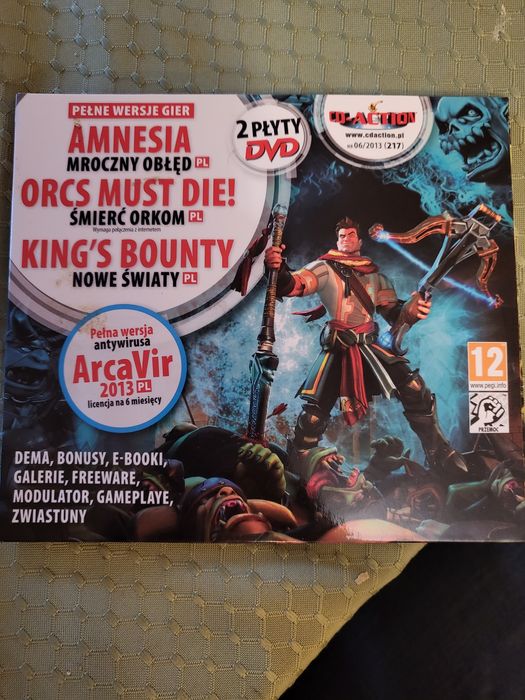 PEŁNE WERSJE GIER
AMNESIA
MROCZNY OBŁĘD PL
ORCS MUST DIE!
ŚMIERĆ ORKOM PL
Wymaga połączenia z internetem
KING'S BOUNTY
NOWE ŚWIATY PL
2 PŁYTY
DVD
CD-ACTION
www.cdaction.pl
NR 06/2013 (217)
Pełna wersja
antywirusa
ArcaVir
2013 PL
licencja na 6 miesięcy
12
www.pegi.info
PRZEMOC
DEMA, BONUSY, E-BOOKI,
GALERIE, FREEWARE,
MODULATOR, GAMEPLAYE,
ZWIASTUNY